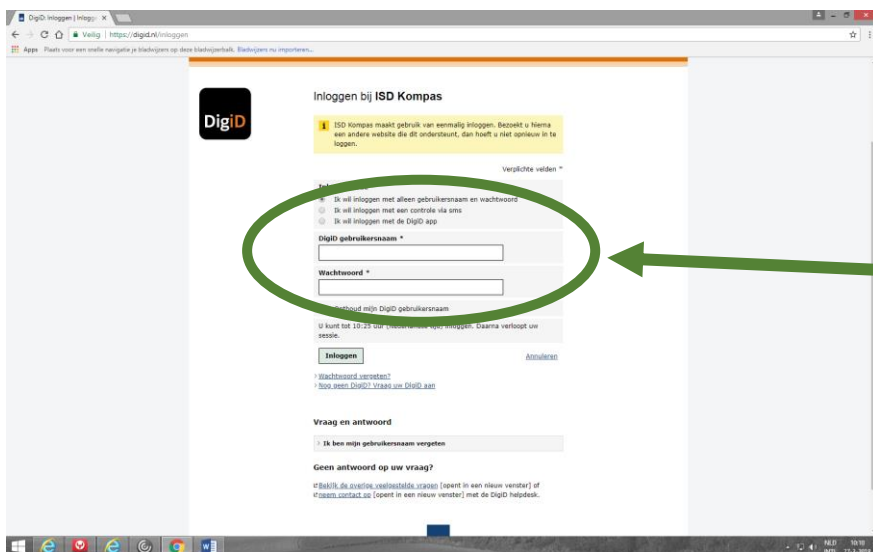 DigiD: Inloggen | Inlogg
Veilig | https://digid.nl/inloggen
Apps Plaats voor een snelle navigatie je bladwijzers op deze bladwijzerbalk. Bladwijzers nu importeren...
DigiD
Inloggen bij ISD Kompas
i ISD Kompas maakt gebruik van eenmalig inloggen. Bezoekt u hierna
een andere website die dit ondersteunt, dan hoeft u niet opnieuw in te
loggen.
Verplichte velden *
Ik wil inloggen met alleen gebruikersnaam en wachtwoord
Ik wil inloggen met een controle via sms
Ik wil inloggen met de DigiD app
DigiD gebruikersnaam *
Wachtwoord *
mijn DigiD gebruikersnaam
U kunt tot 10:25 uur inloggen. Daarna verloopt uw
sessie.
Inloggen
Annuleren
Wachtwoord vergeten?
Nog geen DigiD? Vraag uw DigiD aan
Vraag en antwoord
Ik ben mijn gebruikersnaam vergeten
Geen antwoord op uw vraag?
Bekijk de overige veelgestelde vragen [opent in een nieuw venster] of
neem contact op [opent in een nieuw venster] met de DigiD helpdesk.
NLD 10:10